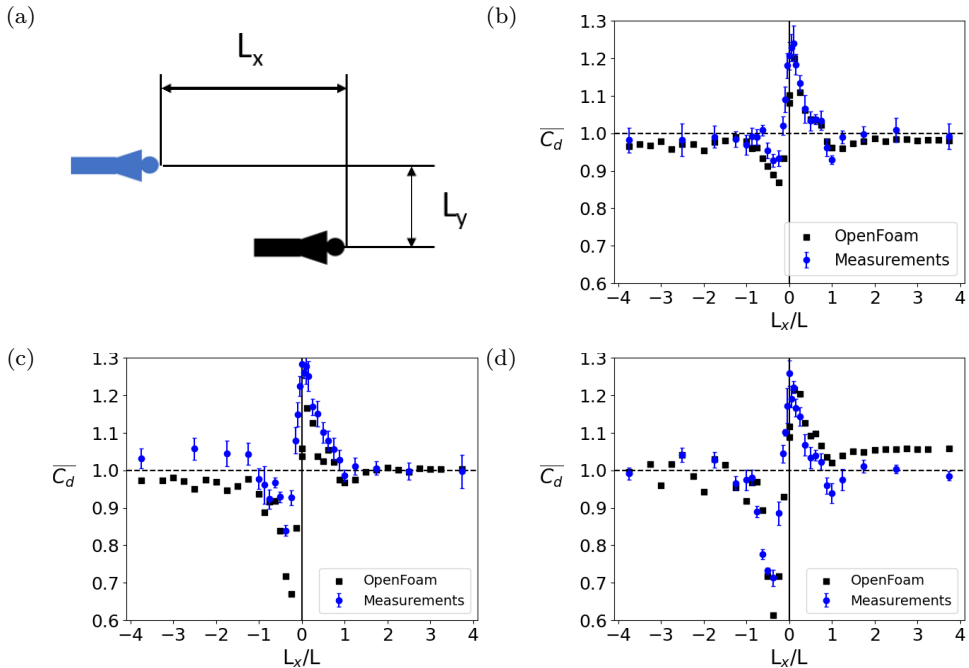 (a)
L_x
L_y
(b)
1.3
1.2
1.1
1.0
C_d
0.9
0.8
0.7
0.6
OpenFoam
Measurements
−4 −3 −2 −1 0 1 2 3 4
L_x/L
(c)
1.3
1.2
1.1
1.0
C_d
0.9
0.8
0.7
0.6
OpenFoam
Measurements
−4 −3 −2 −1 0 1 2 3 4
L_x/L
(d)
1.3
1.2
1.1
1.0
C_d
0.9
0.8
0.7
0.6
OpenFoam
Measurements
−4 −3 −2 −1 0 1 2 3 4
L_x/L